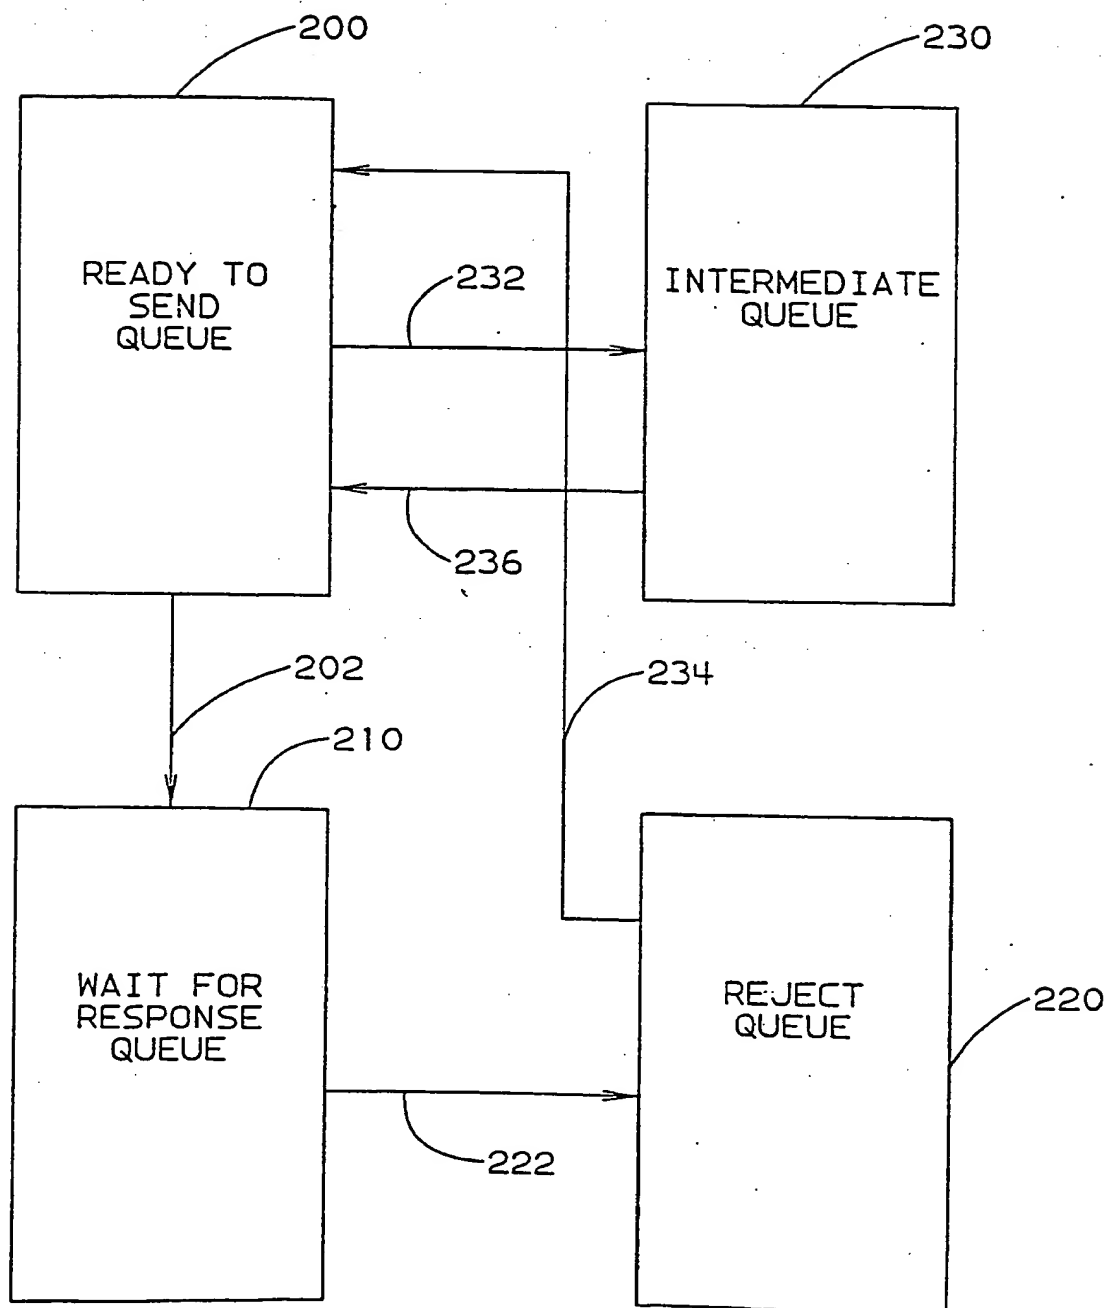 200
230
READY TO
SEND
QUEUE
232
INTERMEDIATE
QUEUE
236
202
234
210
WAIT FOR
RESPONSE
QUEUE
REJECT
QUEUE
220
222